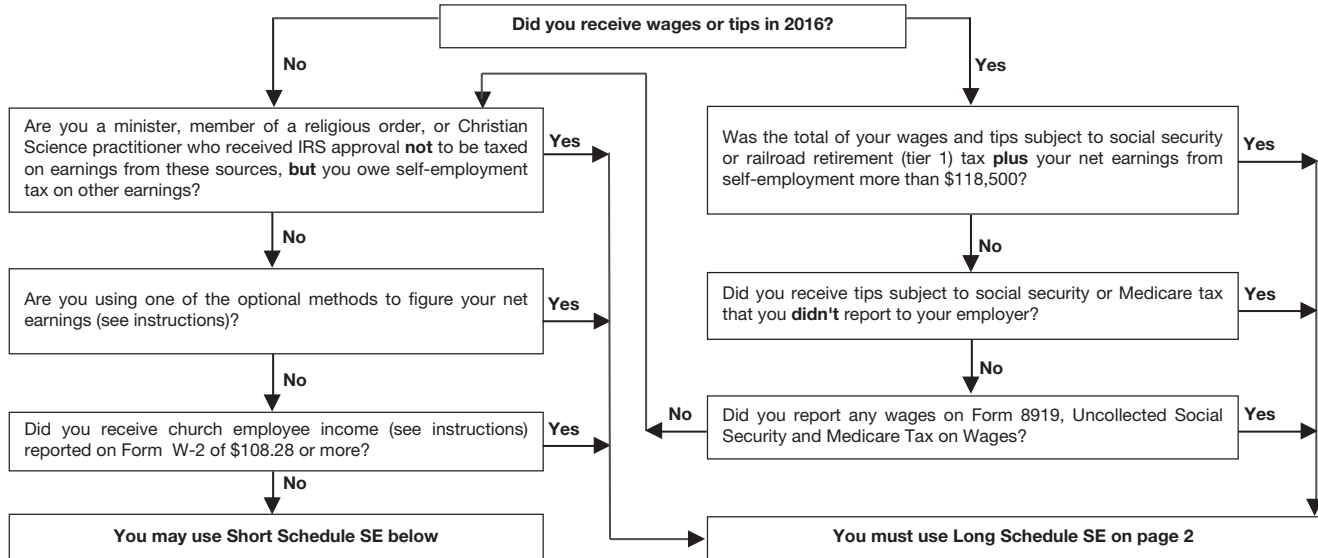 Did you receive wages or tips in 2016?
No
Yes
Are you a minister, member of a religious order, or Christian
Science practitioner who received IRS approval not to be taxed
on earnings from these sources, but you owe self-employment
tax on other earnings?
Yes
Was the total of your wages and tips subject to social security
or railroad retirement (tier 1) tax plus your net earnings from
self-employment more than $118,500?
Yes
No
No
Are you using one of the optional methods to figure your net
earnings (see instructions)?
Yes
Did you receive tips subject to social security or Medicare tax
that you didn't report to your employer?
Yes
No
No
Did you receive church employee income (see instructions)
reported on Form W-2 of $108.28 or more?
Yes
No
Did you report any wages on Form 8919, Uncollected Social
Security and Medicare Tax on Wages?
Yes
No
You may use Short Schedule SE below
You must use Long Schedule SE on page 2